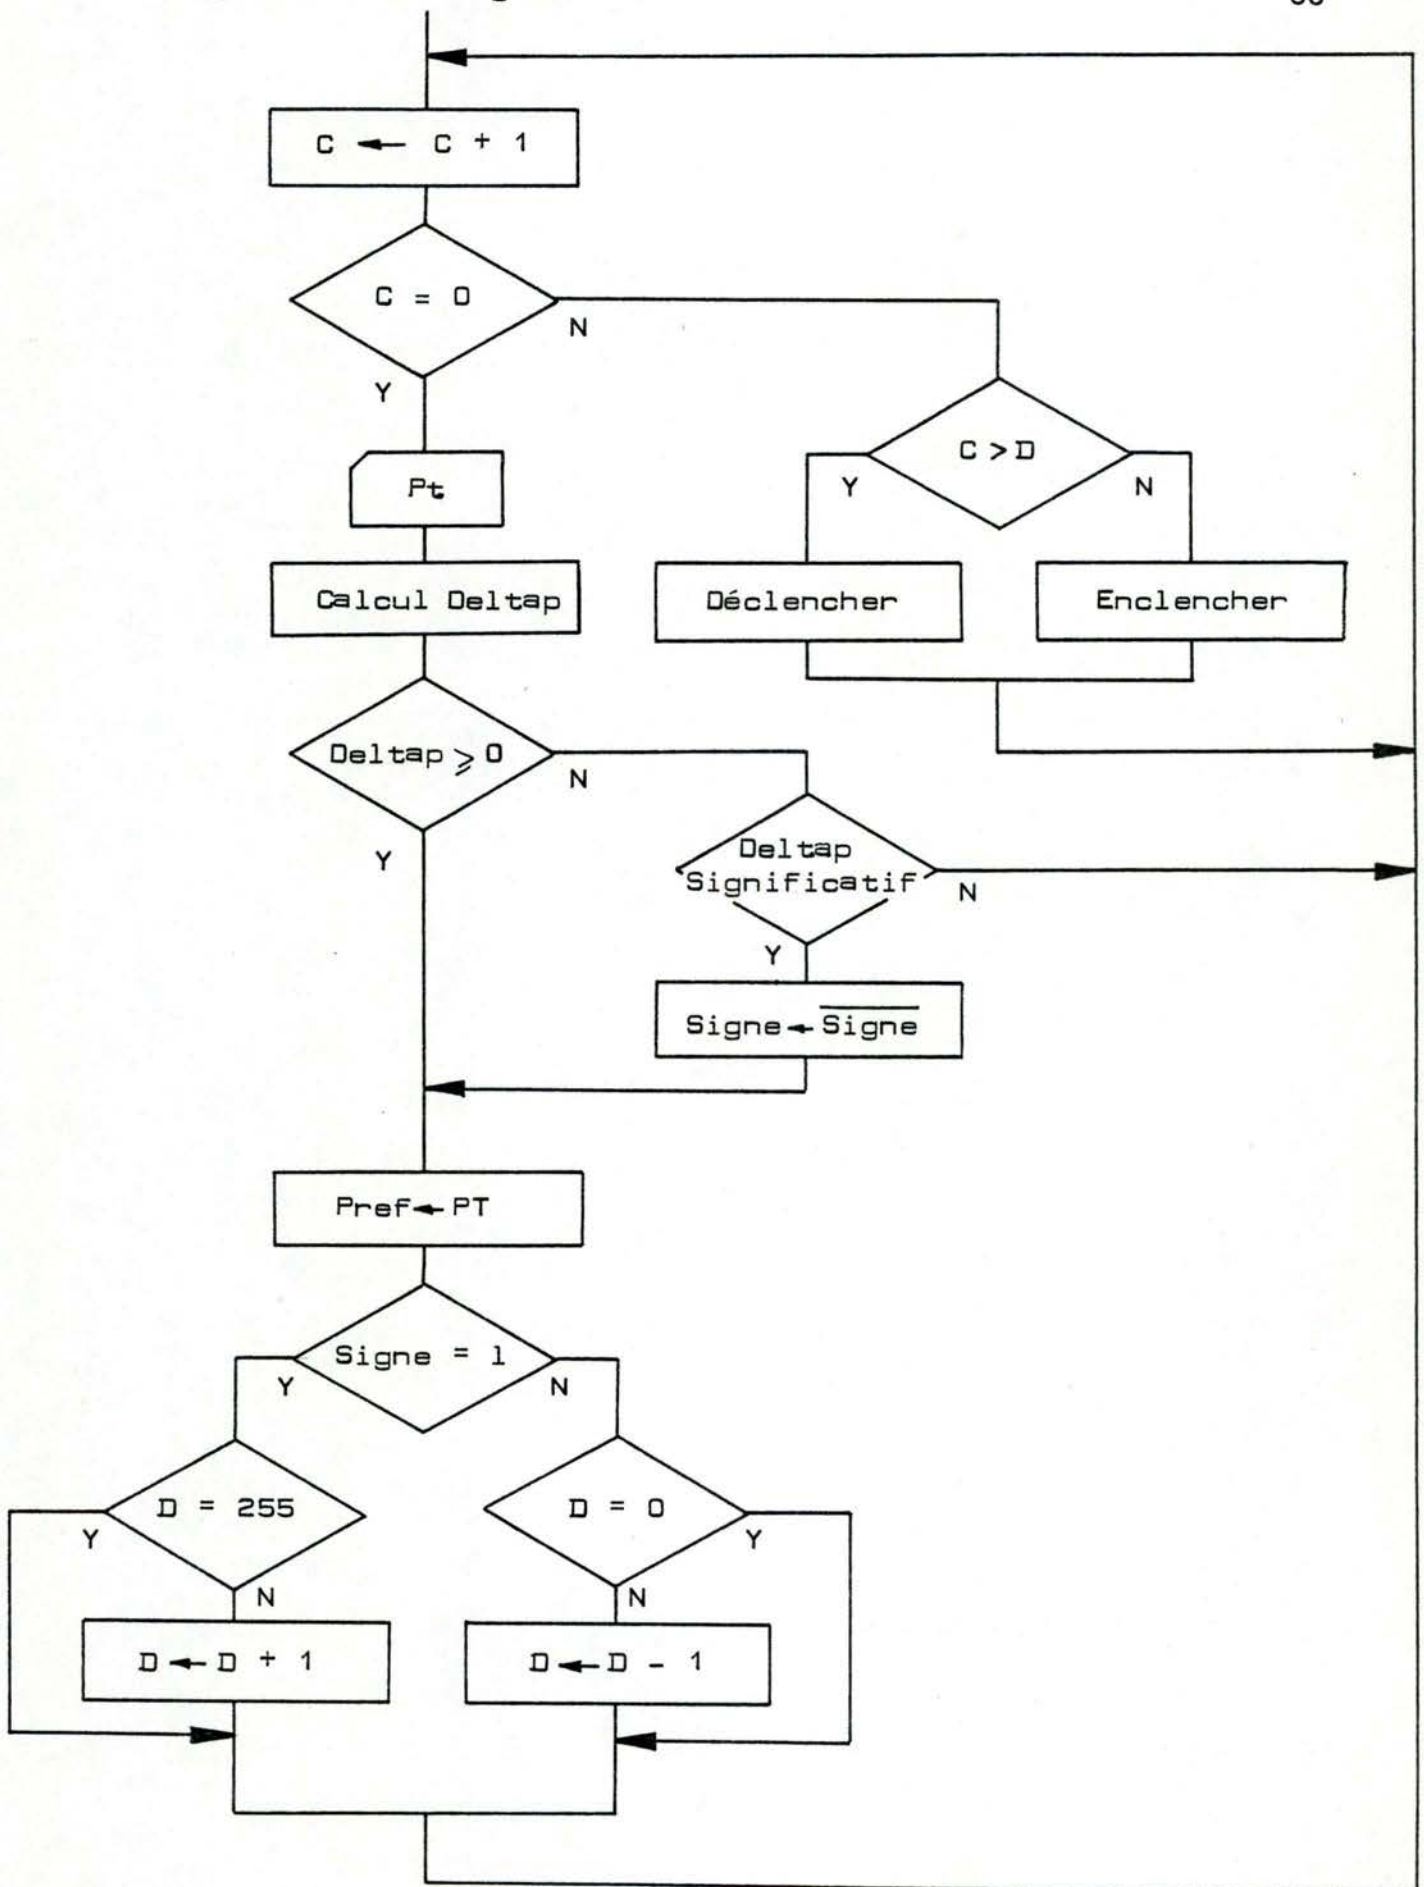 C ← C + 1
C = 0
N
Y
C > D
Y
N
Pt
Calcul Deltap
Déclencher
Enclencher
Deltap ⩾ 0
N
Y
Deltap
Significatif
N
Y
Signe ← S̅i̅g̅n̅e̅
Pref ← PT
Signe = 1
Y
N
D = 255
D = 0
Y
Y
N
N
D ← D + 1
D ← D - 1